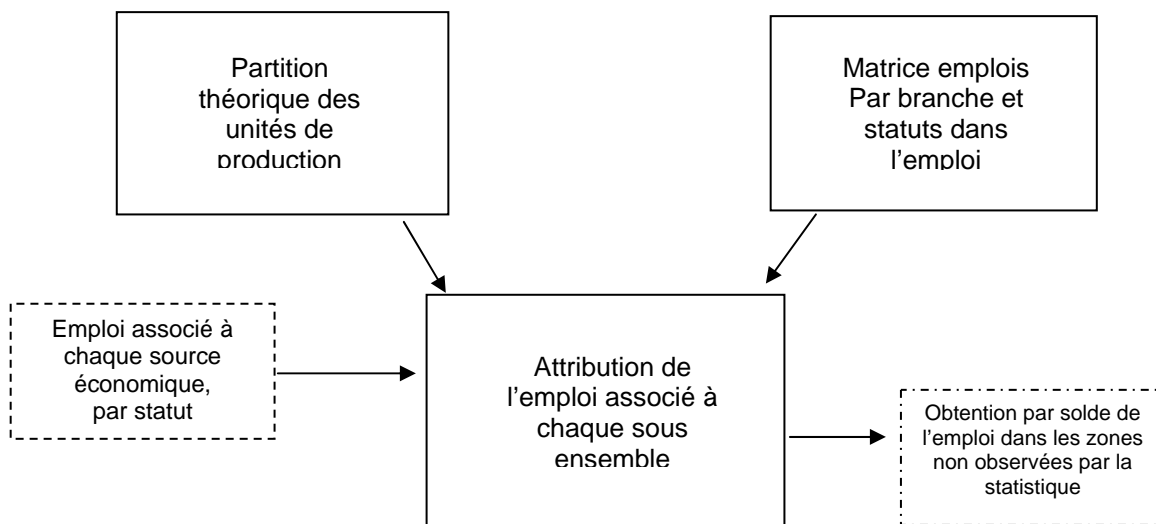 Partition
théorique des
unités de
production
Matrice emplois
Par branche et
statuts dans
l'emploi
Emploi associé à
chaque source
économique,
par statut
Attribution de
l'emploi associé à
chaque sous
ensemble
Obtention par solde de
l'emploi dans les zones
non observées par la
statistique